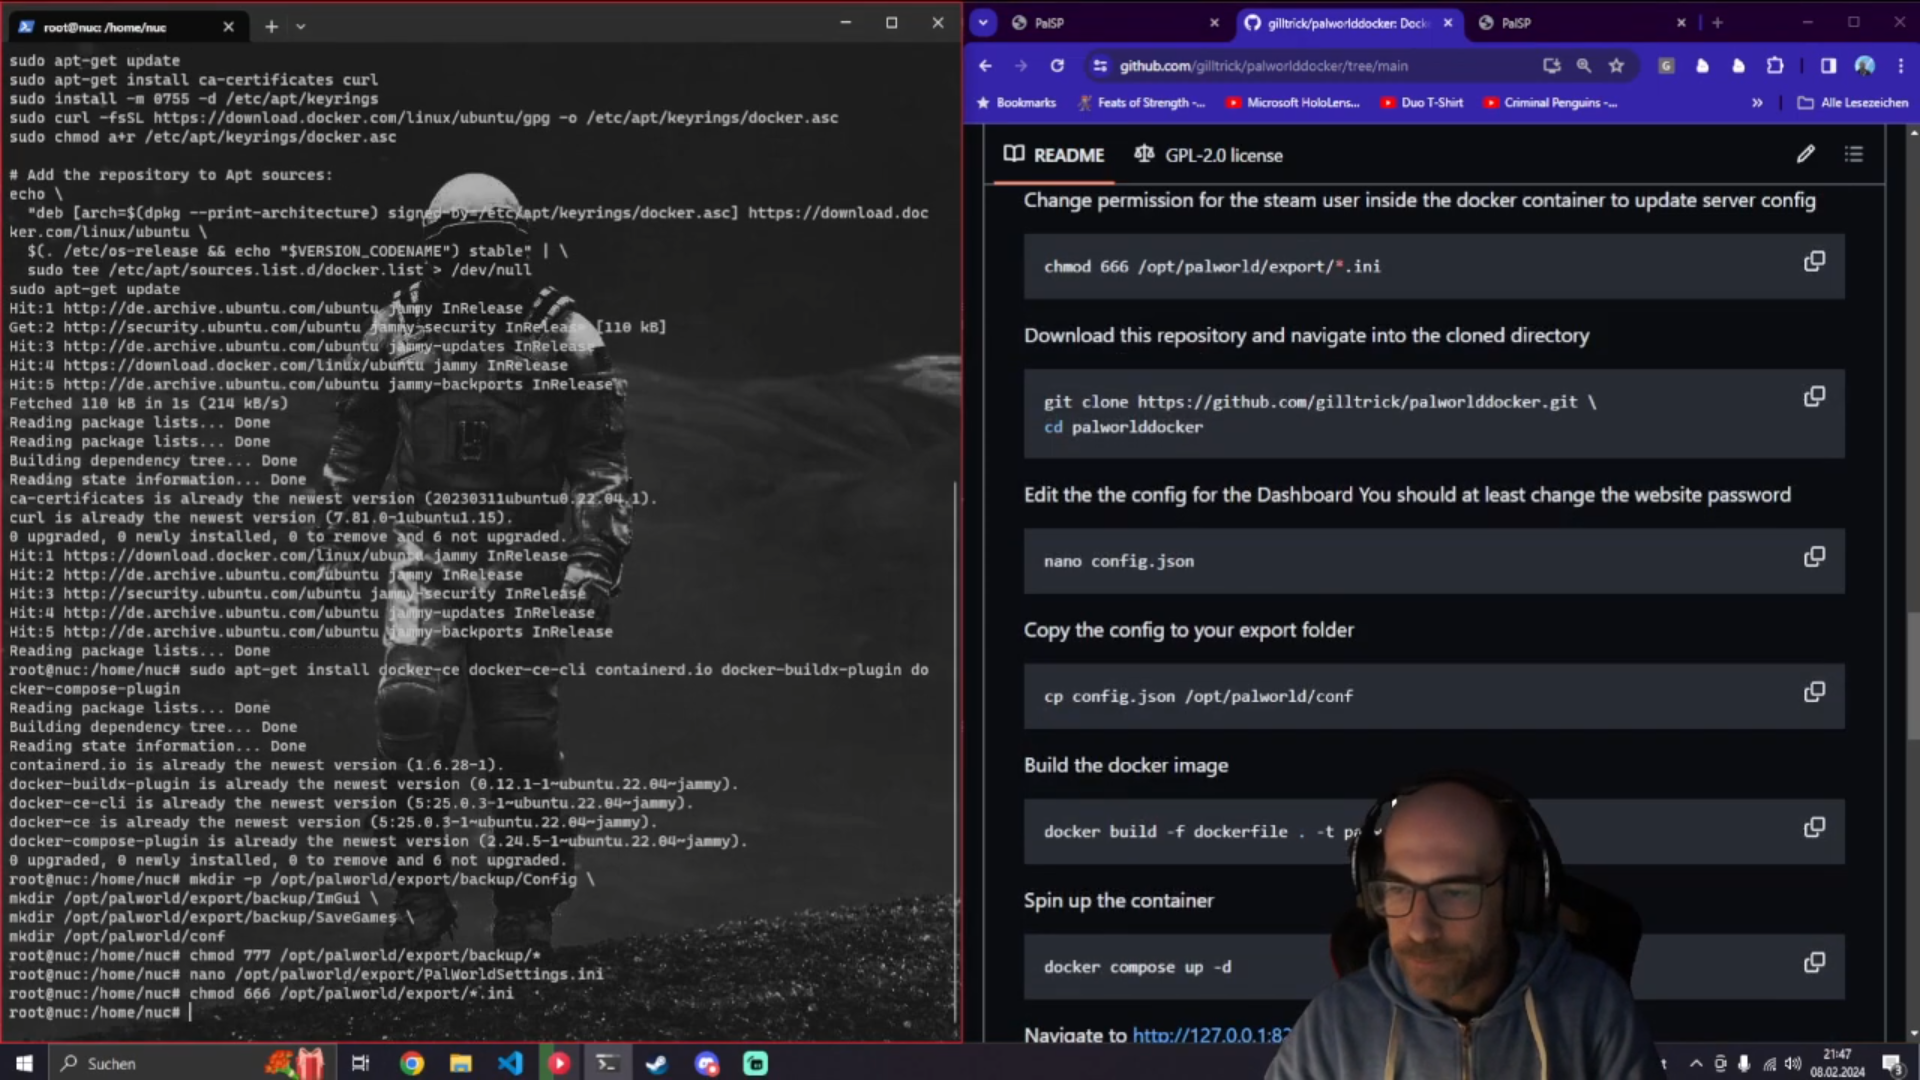 root@nuc: /home/nuc
sudo apt-get update
sudo apt-get install ca-certificates curl
sudo install -m 0755 -d /etc/apt/keyrings
sudo curl -fsSL https://download.docker.com/linux/ubuntu/gpg -o /etc/apt/keyrings/docker.asc
sudo chmod a+r /etc/apt/keyrings/docker.asc
# Add the repository to Apt sources:
echo \
"deb [arch=$(dpkg --print-architecture) signed-by=/etc/apt/keyrings/docker.asc] https://download.doc
ker.com/linux/ubuntu \
$(. /etc/os-release && echo "$VERSION_CODENAME") stable" | \
sudo tee /etc/apt/sources.list.d/docker.list > /dev/null
sudo apt-get update
Hit:1 http://de.archive.ubuntu.com/ubuntu jammy InRelease
Get:2 http://security.ubuntu.com/ubuntu jammy-security InRelease [110 kB]
Hit:3 http://de.archive.ubuntu.com/ubuntu jammy-updates InRelease
Hit:4 https://download.docker.com/linux/ubuntu jammy InRelease
Hit:5 http://de.archive.ubuntu.com/ubuntu jammy-backports InRelease
Fetched 110 kB in 1s (214 kB/s)
Reading package lists... Done
Reading package lists... Done
Building dependency tree... Done
Reading state information... Done
ca-certificates is already the newest version (20230311ubuntu0.22.04.1).
curl is already the newest version (7.81.0-1ubuntu1.15).
0 upgraded, 0 newly installed, 0 to remove and 6 not upgraded.
Hit:1 https://download.docker.com/linux/ubuntu jammy InRelease
Hit:2 http://de.archive.ubuntu.com/ubuntu jammy InRelease
Hit:3 http://security.ubuntu.com/ubuntu jammy-security InRelease
Hit:4 http://de.archive.ubuntu.com/ubuntu jammy-updates InRelease
Hit:5 http://de.archive.ubuntu.com/ubuntu jammy-backports InRelease
Reading package lists... Done
root@nuc:/home/nuc# sudo apt-get install docker-ce docker-ce-cli containerd.io docker-buildx-plugin do
cker-compose-plugin
Reading package lists... Done
Building dependency tree... Done
Reading state information... Done
containerd.io is already the newest version (1.6.28-1).
docker-buildx-plugin is already the newest version (0.12.1-1~ubuntu.22.04~jammy).
docker-ce-cli is already the newest version (5:25.0.3-1~ubuntu.22.04~jammy).
docker-ce is already the newest version (5:25.0.3-1~ubuntu.22.04~jammy).
docker-compose-plugin is already the newest version (2.24.5-1~ubuntu.22.04~jammy).
0 upgraded, 0 newly installed, 0 to remove and 6 not upgraded.
root@nuc:/home/nuc# mkdir -p /opt/palworld/export/backup/Config \
mkdir /opt/palworld/export/backup/ImGui \
mkdir /opt/palworld/export/backup/SaveGames \
mkdir /opt/palworld/conf
root@nuc:/home/nuc# chmod 777 /opt/palworld/export/backup/*
root@nuc:/home/nuc# nano /opt/palworld/export/PalWorldSettings.ini
root@nuc:/home/nuc# chmod 666 /opt/palworld/export/*.ini
root@nuc:/home/nuc#
PalSP
gilltrick/palworlddocker: Dock
PalSP
github.com/gilltrick/palworlddocker/tree/main
G
Bookmarks
Feats of Strength -...
Microsoft HoloLens...
Duo T-Shirt
Criminal Penguins -...
»
Alle Lesezeichen
README
GPL-2.0 license
Change permission for the steam user inside the docker container to update server config
chmod 666 /opt/palworld/export/*.ini
Download this repository and navigate into the cloned directory
git clone https://github.com/gilltrick/palworlddocker.git \
cd palworlddocker
Edit the the config for the Dashboard You should at least change the website password
nano config.json
Copy the config to your export folder
cp config.json /opt/palworld/conf
Build the docker image
docker build -f dockerfile . -t pa
Spin up the container
docker compose up -d
Navigate to http://127.0.0.1:82
Suchen
21:47
08.02.2024
3